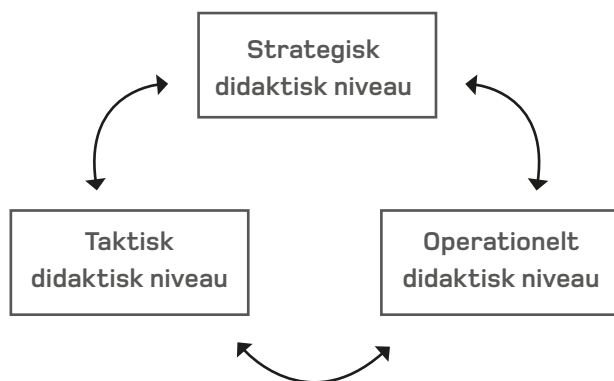 Strategisk
didaktisk niveau
Taktisk
didaktisk niveau
Operationelt
didaktisk niveau